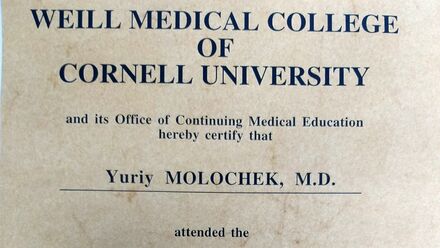 WEILL MEDICAL COLLEGE
OF
CORNELL UNIVERSITY
and its Office of Continuing Medical Education
hereby certify that
Yuriy MOLOCHEK, M.D.
attended the